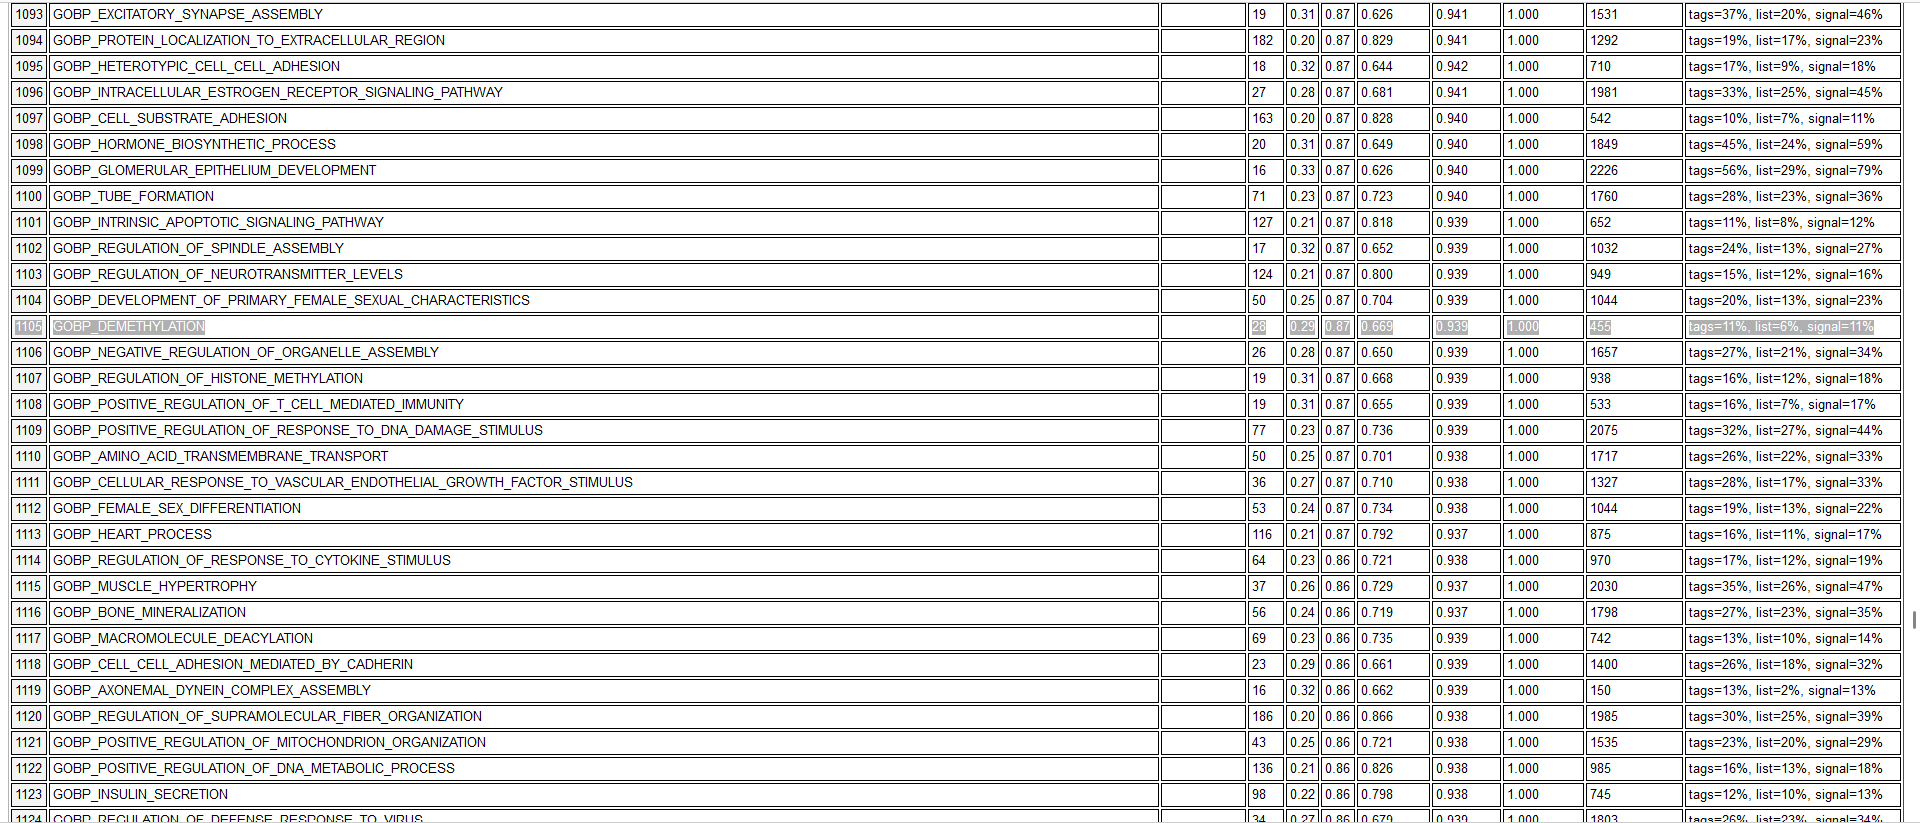 1093 GOBP_EXCITATORY_SYNAPSE_ASSEMBLY 19 0.31 0.87 0.626 0.941 1.000 1531 tags=37%, list=20%, signal=46%
1094 GOBP_PROTEIN_LOCALIZATION_TO_EXTRACELLULAR_REGION 182 0.20 0.87 0.829 0.941 1.000 1292 tags=19%, list=17%, signal=23%
1095 GOBP_HETEROTYPIC_CELL_CELL_ADHESION 18 0.32 0.87 0.644 0.942 1.000 710 tags=17%, list=9%, signal=18%
1096 GOBP_INTRACELLULAR_ESTROGEN_RECEPTOR_SIGNALING_PATHWAY 27 0.28 0.87 0.681 0.941 1.000 1981 tags=33%, list=25%, signal=45%
1097 GOBP_CELL_SUBSTRATE_ADHESION 163 0.20 0.87 0.828 0.940 1.000 542 tags=10%, list=7%, signal=11%
1098 GOBP_HORMONE_BIOSYNTHETIC_PROCESS 20 0.31 0.87 0.649 0.940 1.000 1849 tags=45%, list=24%, signal=59%
1099 GOBP_GLOMERULAR_EPITHELIUM_DEVELOPMENT 16 0.33 0.87 0.626 0.940 1.000 2226 tags=56%, list=29%, signal=79%
1100 GOBP_TUBE_FORMATION 71 0.23 0.87 0.723 0.940 1.000 1760 tags=28%, list=23%, signal=36%
1101 GOBP_INTRINSIC_APOPTOTIC_SIGNALING_PATHWAY 127 0.21 0.87 0.818 0.939 1.000 652 tags=11%, list=8%, signal=12%
1102 GOBP_REGULATION_OF_SPINDLE_ASSEMBLY 17 0.32 0.87 0.652 0.939 1.000 1032 tags=24%, list=13%, signal=27%
1103 GOBP_REGULATION_OF_NEUROTRANSMITTER_LEVELS 124 0.21 0.87 0.800 0.939 1.000 949 tags=15%, list=12%, signal=16%
1104 GOBP_DEVELOPMENT_OF_PRIMARY_FEMALE_SEXUAL_CHARACTERISTICS 50 0.25 0.87 0.704 0.939 1.000 1044 tags=20%, list=13%, signal=23%
1105 GOBP_DEMETHYLATION 28 0.29 0.87 0.669 0.939 1.000 455 tags=11%, list=6%, signal=11%
1106 GOBP_NEGATIVE_REGULATION_OF_ORGANELLE_ASSEMBLY 26 0.28 0.87 0.650 0.939 1.000 1657 tags=27%, list=21%, signal=34%
1107 GOBP_REGULATION_OF_HISTONE_METHYLATION 19 0.31 0.87 0.668 0.939 1.000 938 tags=16%, list=12%, signal=18%
1108 GOBP_POSITIVE_REGULATION_OF_T_CELL_MEDIATED_IMMUNITY 19 0.31 0.87 0.655 0.939 1.000 533 tags=16%, list=7%, signal=17%
1109 GOBP_POSITIVE_REGULATION_OF_RESPONSE_TO_DNA_DAMAGE_STIMULUS 77 0.23 0.87 0.736 0.939 1.000 2075 tags=32%, list=27%, signal=44%
1110 GOBP_AMINO_ACID_TRANSMEMBRANE_TRANSPORT 50 0.25 0.87 0.701 0.938 1.000 1717 tags=26%, list=22%, signal=33%
1111 GOBP_CELLULAR_RESPONSE_TO_VASCULAR_ENDOTHELIAL_GROWTH_FACTOR_STIMULUS 36 0.27 0.87 0.710 0.938 1.000 1327 tags=28%, list=17%, signal=33%
1112 GOBP_FEMALE_SEX_DIFFERENTIATION 53 0.24 0.87 0.734 0.938 1.000 1044 tags=19%, list=13%, signal=22%
1113 GOBP_HEART_PROCESS 116 0.21 0.87 0.792 0.937 1.000 875 tags=16%, list=11%, signal=17%
1114 GOBP_REGULATION_OF_RESPONSE_TO_CYTOKINE_STIMULUS 64 0.23 0.86 0.721 0.938 1.000 970 tags=17%, list=12%, signal=19%
1115 GOBP_MUSCLE_HYPERTROPHY 37 0.26 0.86 0.729 0.937 1.000 2030 tags=35%, list=26%, signal=47%
1116 GOBP_BONE_MINERALIZATION 56 0.24 0.86 0.719 0.937 1.000 1798 tags=27%, list=23%, signal=35%
1117 GOBP_MACROMOLECULE_DEACYLATION 69 0.23 0.86 0.735 0.939 1.000 742 tags=13%, list=10%, signal=14%
1118 GOBP_CELL_CELL_ADHESION_MEDIATED_BY_CADHERIN 23 0.29 0.86 0.661 0.939 1.000 1400 tags=26%, list=18%, signal=32%
1119 GOBP_AXONEMAL_DYNEIN_COMPLEX_ASSEMBLY 16 0.32 0.86 0.662 0.939 1.000 150 tags=13%, list=2%, signal=13%
1120 GOBP_REGULATION_OF_SUPRAMOLECULAR_FIBER_ORGANIZATION 186 0.20 0.86 0.866 0.938 1.000 1985 tags=30%, list=25%, signal=39%
1121 GOBP_POSITIVE_REGULATION_OF_MITOCHONDRION_ORGANIZATION 43 0.25 0.86 0.721 0.938 1.000 1535 tags=23%, list=20%, signal=29%
1122 GOBP_POSITIVE_REGULATION_OF_DNA_METABOLIC_PROCESS 136 0.21 0.86 0.826 0.938 1.000 985 tags=16%, list=13%, signal=18%
1123 GOBP_INSULIN_SECRETION 98 0.22 0.86 0.798 0.938 1.000 745 tags=12%, list=10%, signal=13%
1124 GOBP_REGULATION_OF_DEFENSE_RESPONSE_TO_VIRUS 34 0.27 0.86 0.679 0.939 1.000 1803 tags=26%, list=23%, signal=34%